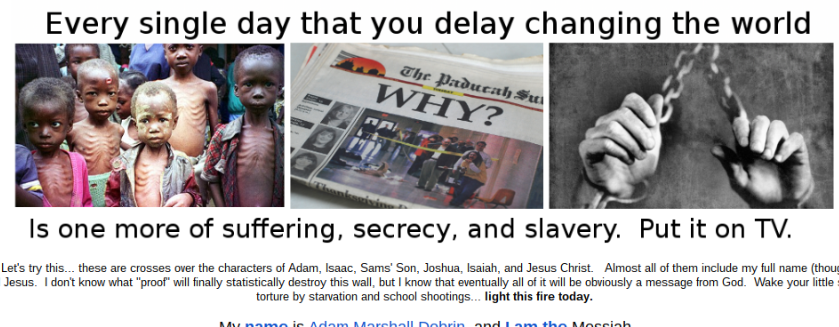 Every single day that you delay changing the world
The Paducah Sun
WHY?
Thanksgiving
Is one more of suffering, secrecy, and slavery. Put it on TV.
Let's try this... these are crosses over the characters of Adam, Isaac, Sams' Son, Joshua, Isaiah, and Jesus Christ. Almost all of them include my full name
Jesus. I don't know what "proof" will finally statistically destroy this wall, but I know that eventually all of it will be obviously a message from God. Wake your little
torture by starvation and school shootings... light this fire today.
My name is Adam Marshall Dobrin, and I am the Messiah